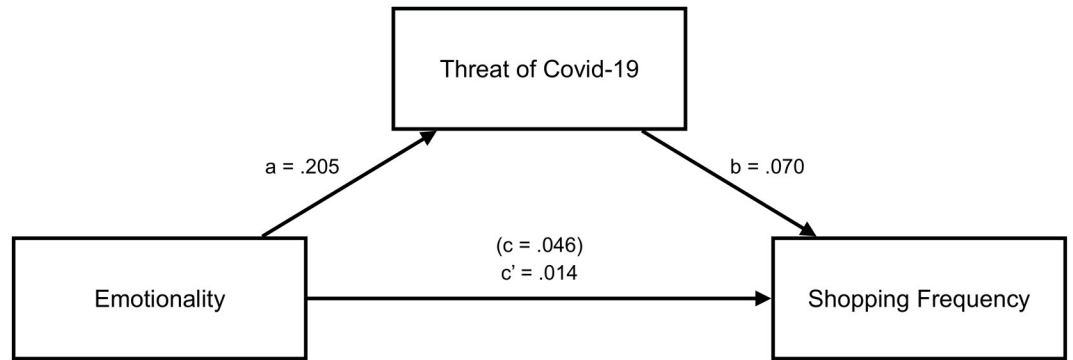 Threat of Covid-19
a = .205
b = .070
(c = .046)
c’ = .014
Emotionality
Shopping Frequency